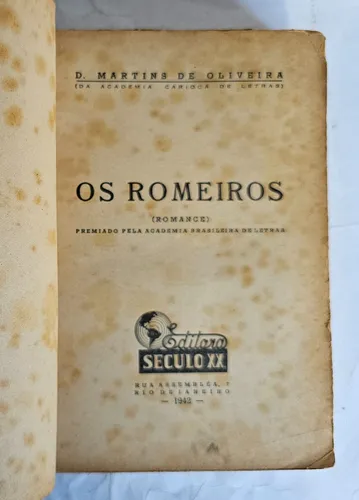 D. MARTINS DE OLIVEIRA
(DA ACADEMIA CARIOCA DE LETRAS)
OS ROMEIROS
(ROMANCE)
PREMIADO PELA ACADEMIA BRASILEIRA DE LETRAS
Editora
SECULO XX
RUA ASSEMBLEA, 7
RIO DE JANEIRO
— 1942 —